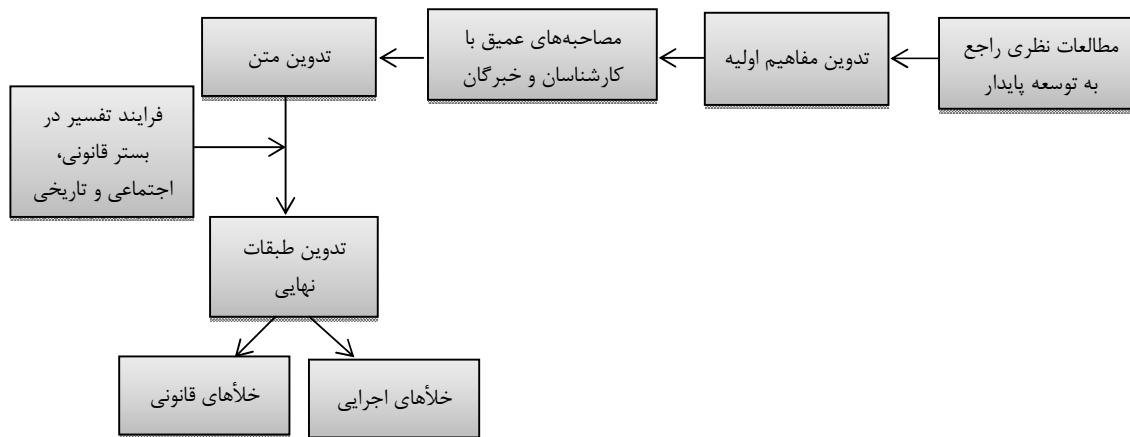 مطالعات نظری راجع
به توسعه پایدار
تدوین مفاهیم اولیه
مصاحبه‌های عمیق با
کارشناسان و خبرگان
تدوین متن
فرایند تفسیر در
بستر قانونی،
اجتماعی و تاریخی
تدوین طبقات
نهایی
خلأهای اجرایی
خلأهای قانونی